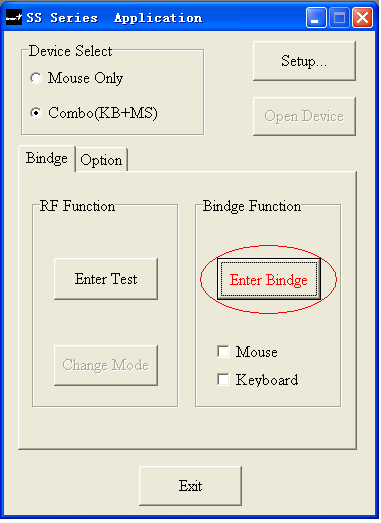 SS Series  Application
Device Select
Mouse Only
Combo(KB+MS)
Setup...
Open Device
Bindge
Option
RF Function
Enter Test
Change Mode
Bindge Function
Enter Bindge
Mouse
Keyboard
Exit